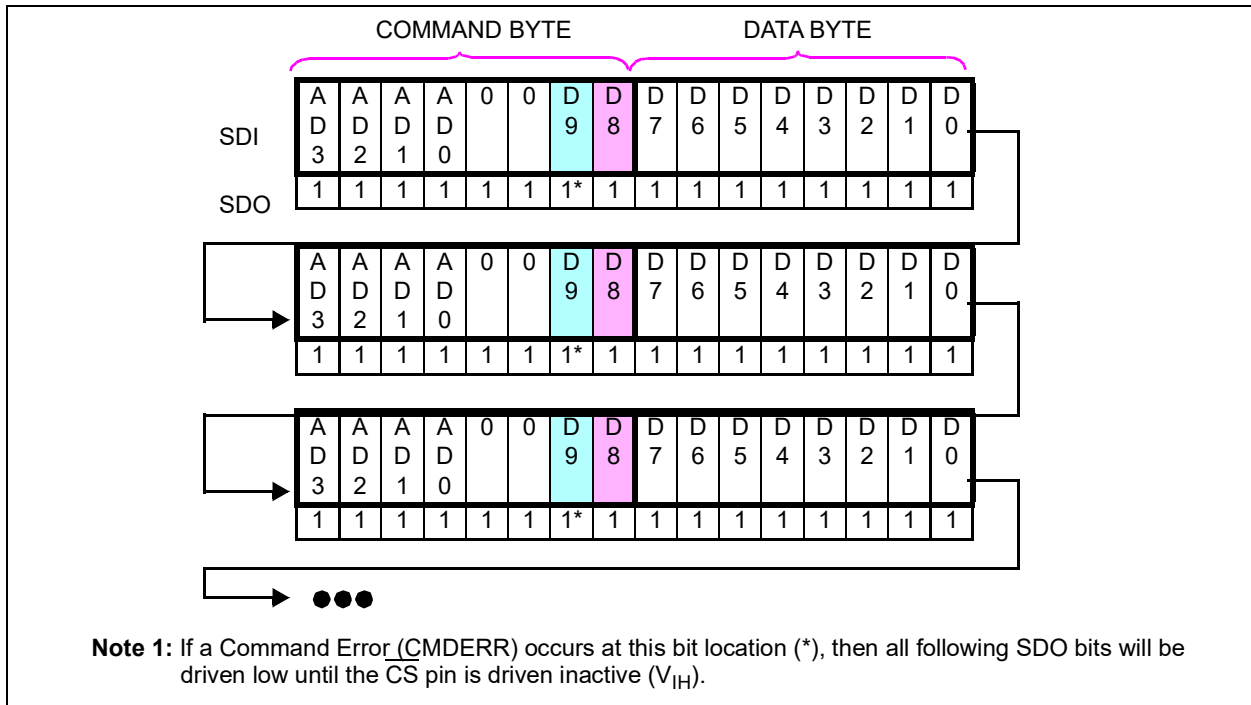 COMMAND BYTE DATA BYTE
A A A A 0 0 D D D D D D D D D D
D D D D 9 8 7 6 5 4 3 2 1 0
3 2 1 0
SDI
1 1 1 1 1 1 1* 1 1 1 1 1 1 1 1 1
SDO
A A A A 0 0 D D D D D D D D D D
D D D D 9 8 7 6 5 4 3 2 1 0
3 2 1 0
1 1 1 1 1 1 1* 1 1 1 1 1 1 1 1 1
A A A A 0 0 D D D D D D D D D D
D D D D 9 8 7 6 5 4 3 2 1 0
3 2 1 0
1 1 1 1 1 1 1* 1 1 1 1 1 1 1 1 1
Note 1: If a Command Error (CMDERR) occurs at this bit location (*), then all following SDO bits will be
driven low until the CS pin is driven inactive (VIH).